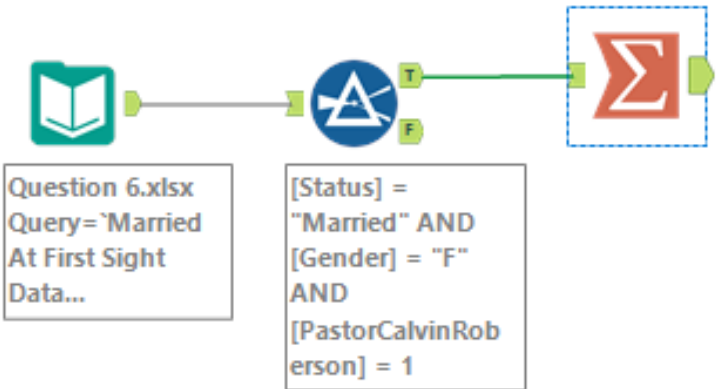 T
F
Question 6.xlsx
Query=`Married
At First Sight
Data...
[Status] =
"Married" AND
[Gender] = "F"
AND
[PastorCalvinRob
erson] = 1